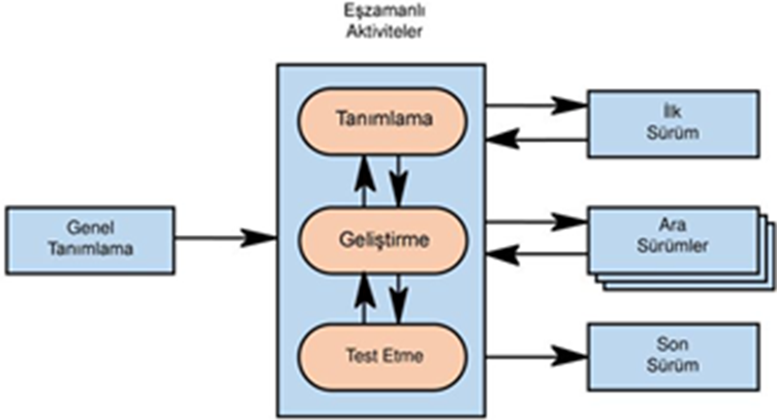 Eşzamanlı
Aktiviteler
Tanımlama
İlk
Sürüm
Genel
Tanımlama
Geliştirme
Ara
Sürümler
Test Etme
Son
Sürüm